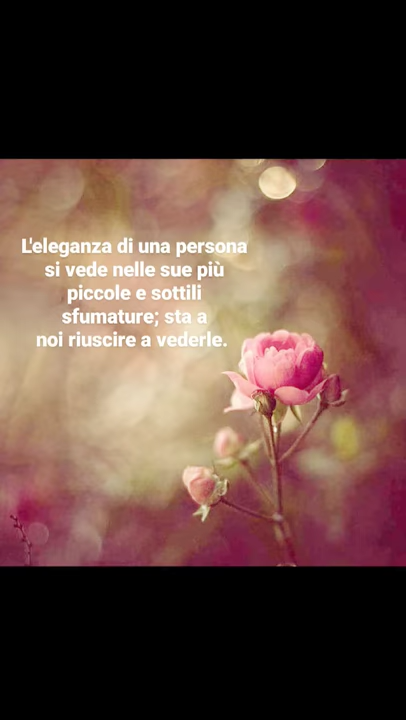 L'eleganza di una persona
si vede nelle sue più
piccole e sottili
sfumature; sta a
noi riuscire a vederle.